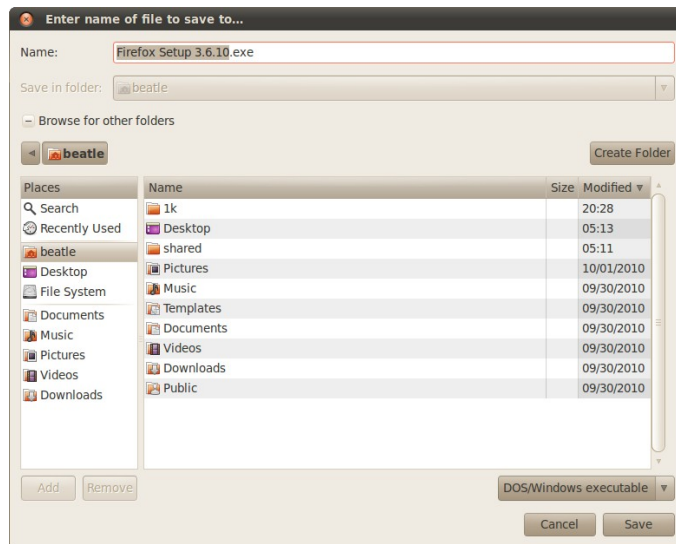 Enter name of file to save to...
Name: Firefox Setup 3.6.10.exe
Save in folder: beatle
Browse for other folders
beatle Create Folder
Places Name Size Modified
Search 1k 20:28
Recently Used Desktop 05:13
beatle shared 05:11
Desktop Pictures 10/01/2010
File System Music 09/30/2010
Documents Templates 09/30/2010
Music Documents 09/30/2010
Pictures Videos 09/30/2010
Videos Downloads 09/30/2010
Downloads Public 09/30/2010
Add Remove DOS/Windows executable
Cancel Save